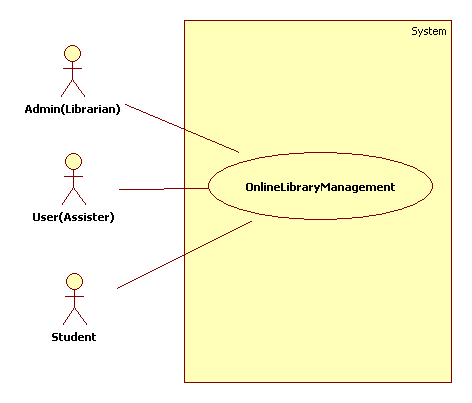 System
Admin(Librarian)
OnlineLibraryManagement
User(Assister)
Student